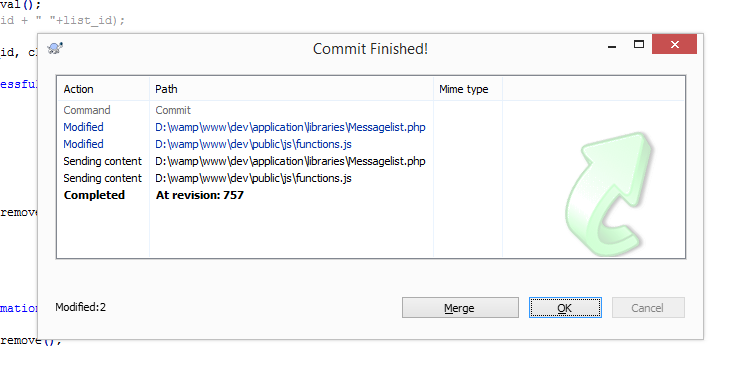 val();
id + " "+list_id);
Commit Finished!
id, cl
essful
Action Path Mime type
Command Commit
Modified D:\wamp\www\dev\application\libraries\Messagelist.php
Modified D:\wamp\www\dev\public\js\functions.js
Sending content D:\wamp\www\dev\application\libraries\Messagelist.php
Sending content D:\wamp\www\dev\public\js\functions.js
Completed At revision: 757
remove
mation
Modified:2 Merge OK Cancel
remove();